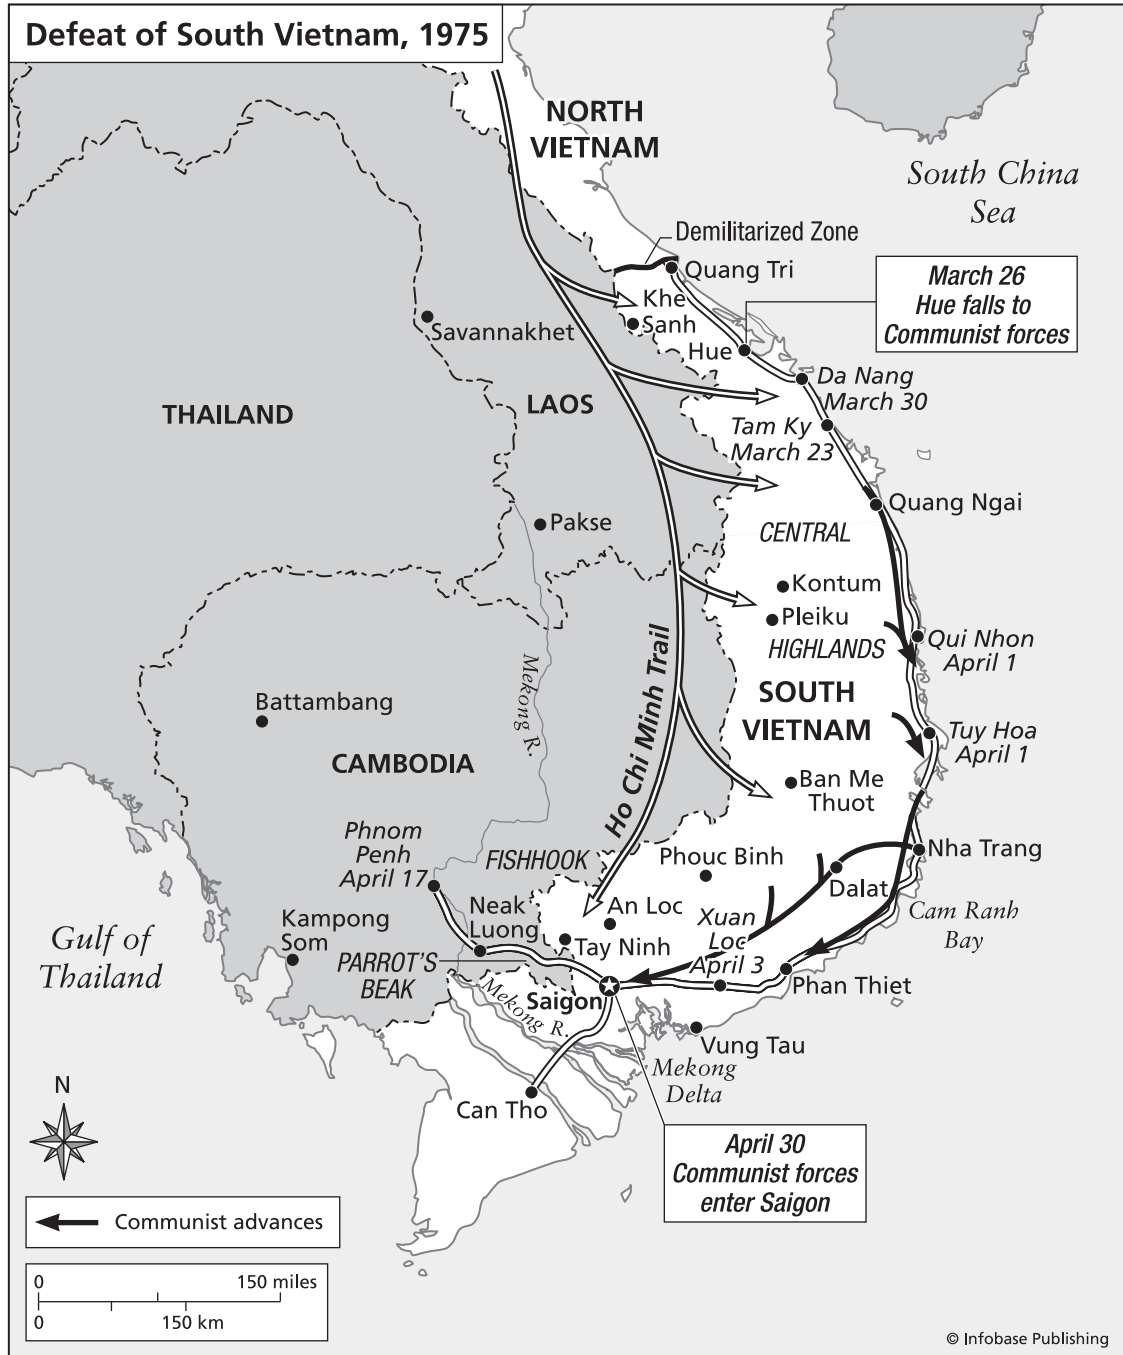 Defeat of South Vietnam, 1975
NORTH
VIETNAM
South China
Sea
Demilitarized Zone
Quang Tri
March 26
Hue falls to
Communist forces
Khe
Sanh
Savannakhet
Hue
Da Nang
March 30
THAILAND
LAOS
Tam Ky
March 23
Quang Ngai
Pakse
CENTRAL
Kontum
Pleiku
HIGHLANDS
Qui Nhon
April 1
Mekong R.
Ho Chi Minh Trail
SOUTH
VIETNAM
Battambang
Tuy Hoa
April 1
CAMBODIA
Ban Me
Thuot
Phnom
Penh
April 17
FISHHOOK
Phouc Binh
Nha Trang
Dalat
Cam Ranh
Bay
Neak
Luong
An Loc
Xuan
Loc
April 3
Kampong
Som
Tay Ninh
Gulf of
Thailand
PARROT'S
BEAK
Saigon
Phan Thiet
Mekong R.
Vung Tau
Mekong
Delta
Can Tho
N
April 30
Communist forces
enter Saigon
Communist advances
0 150 miles
0 150 km
© Infobase Publishing